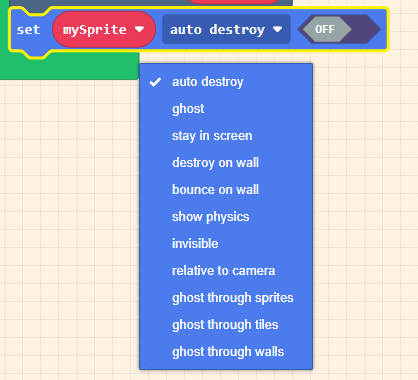 set mySprite auto destroy OFF
auto destroy
ghost
stay in screen
destroy on wall
bounce on wall
show physics
invisible
relative to camera
ghost through sprites
ghost through tiles
ghost through walls